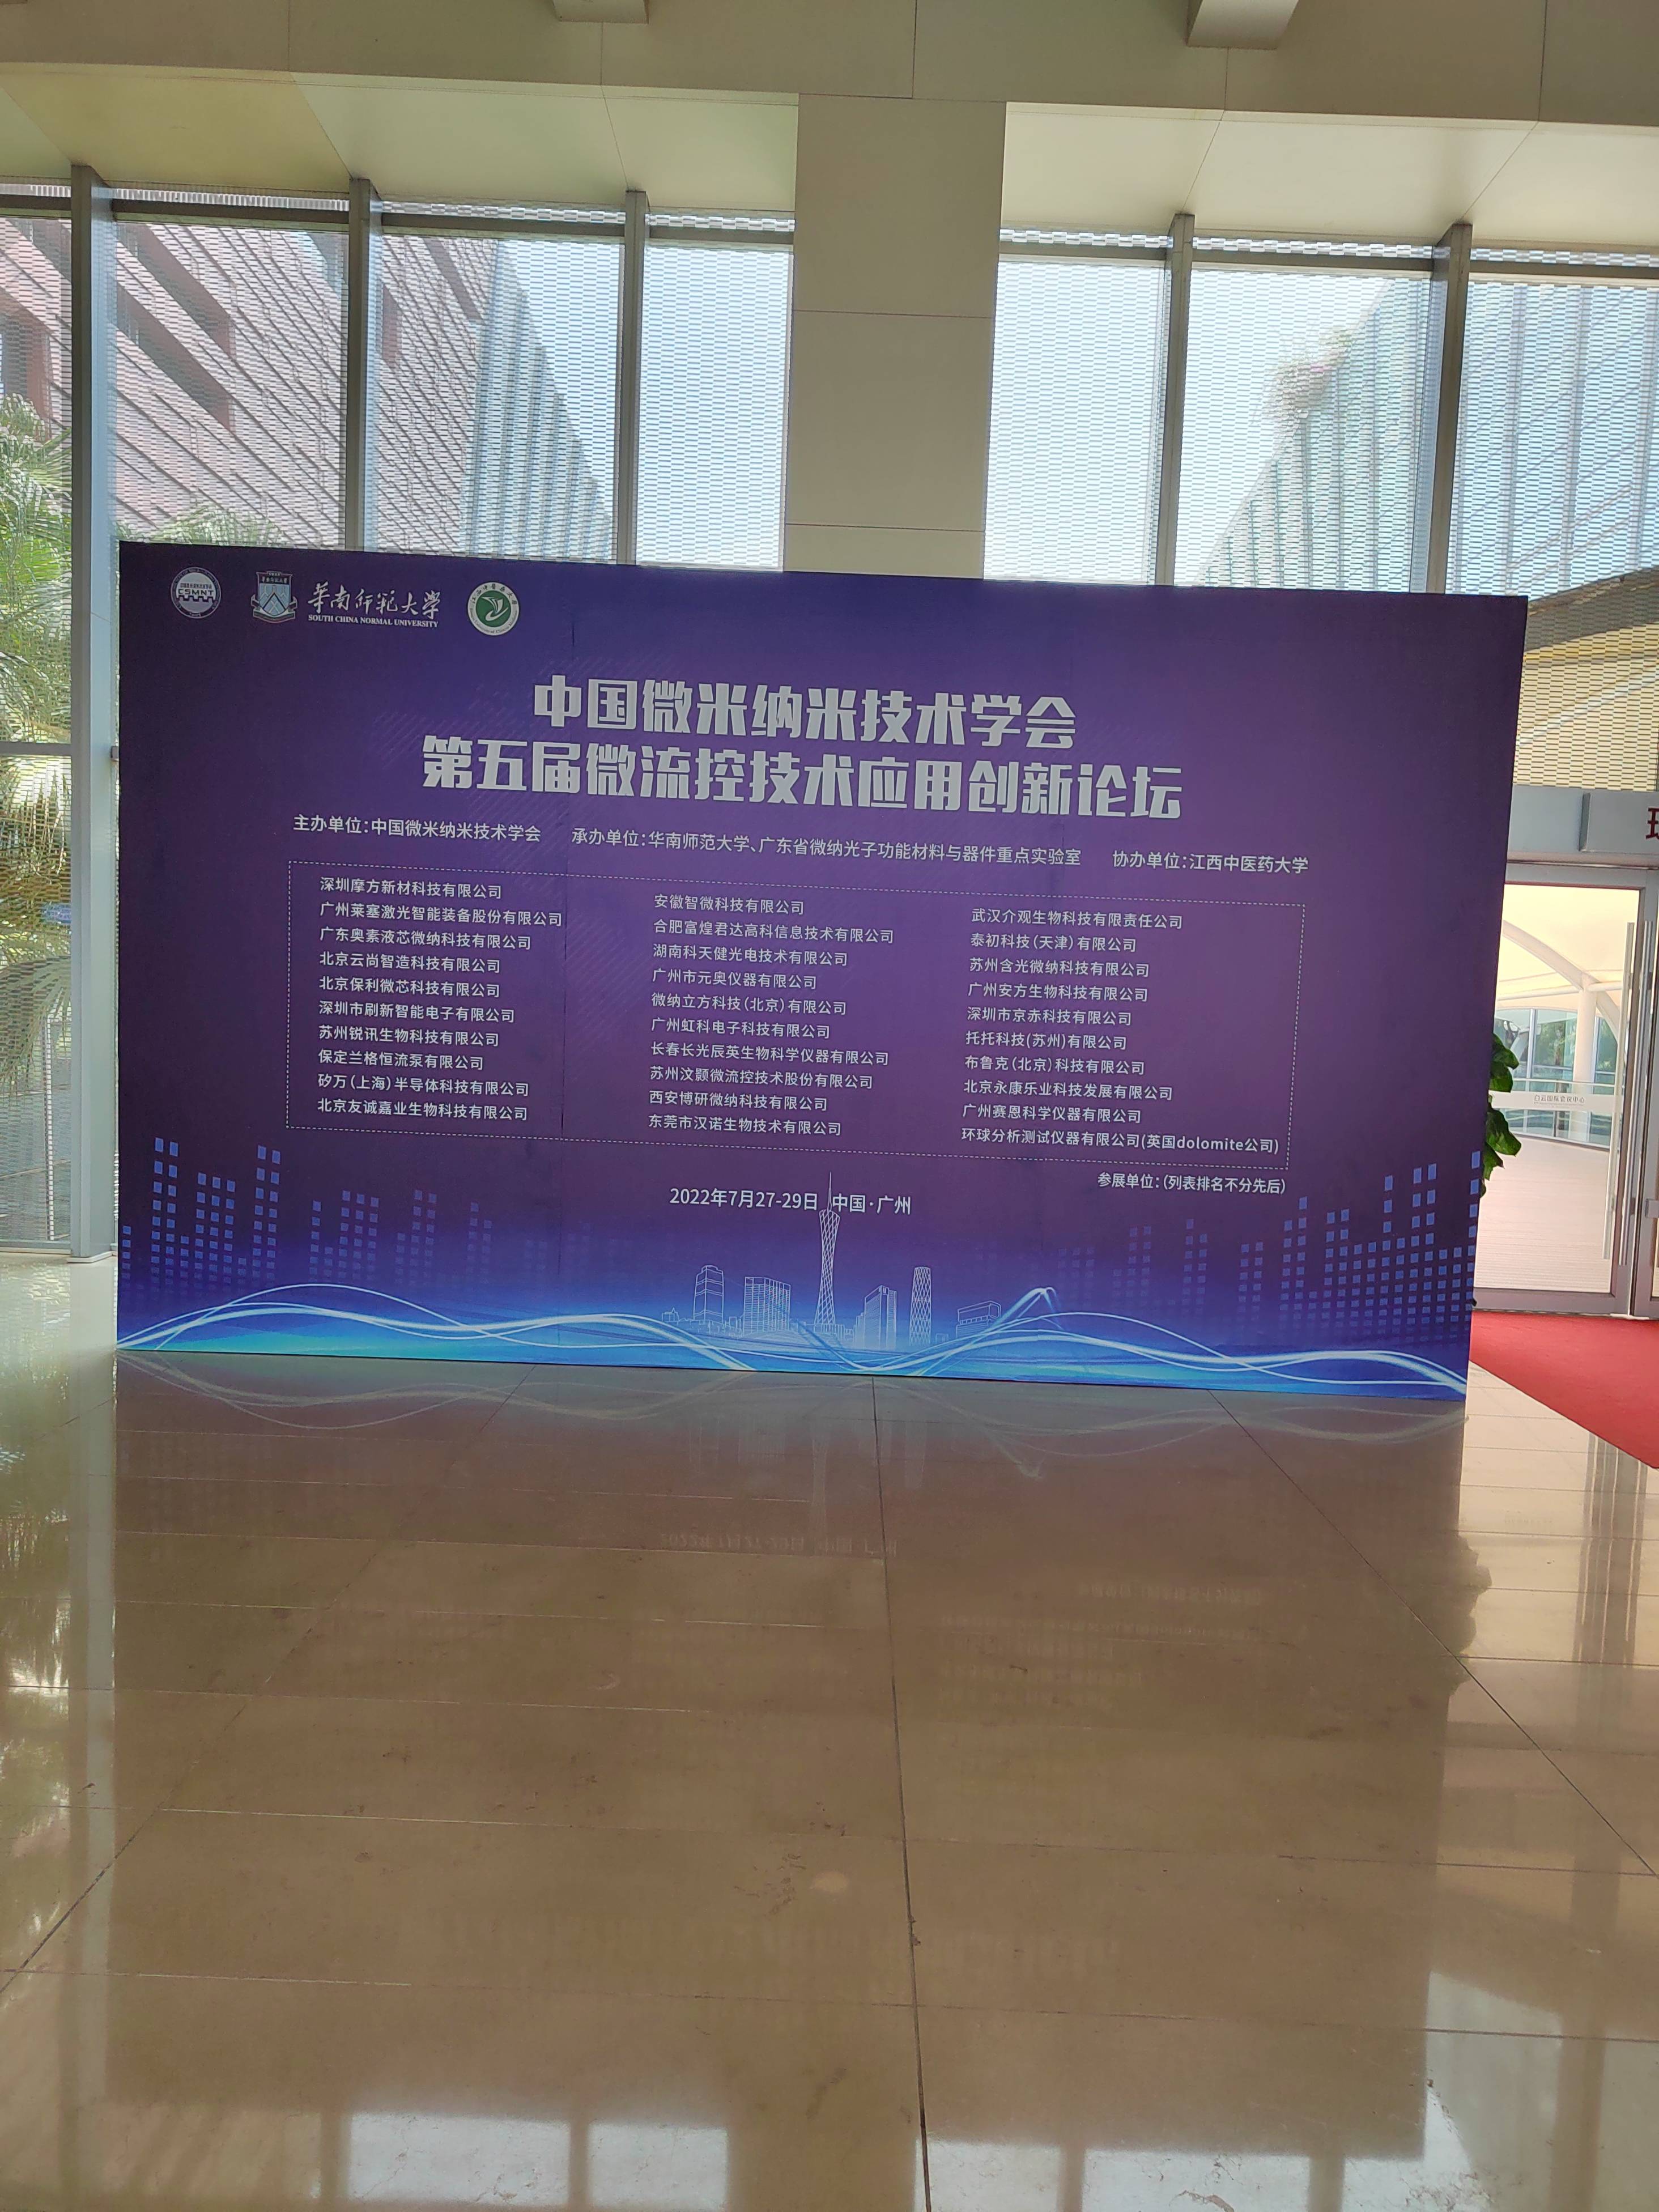 CSMNT
華南师范大学
SOUTH CHINA NORMAL UNIVERSITY
中国微米纳米技术学会
第五届微流控技术应用创新论坛
主办单位：中国微米纳米技术学会 承办单位：华南师范大学、广东省微纳光子功能材料与器件重点实验室 协办单位：江西中医药大学
深圳摩方新材科技有限公司
广州莱塞激光智能装备股份有限公司
广东奥素液芯微纳科技有限公司
北京云尚智造科技有限公司
北京保利微芯科技有限公司
深圳市刷新智能电子有限公司
苏州锐讯生物科技有限公司
保定兰格恒流泵有限公司
矽万（上海）半导体科技有限公司
北京友诚嘉业生物科技有限公司
安徽智微科技有限公司
合肥富煌君达高科信息技术有限公司
湖南科天健光电技术有限公司
广州市元奥仪器有限公司
微纳立方科技（北京）有限公司
广州虹科电子科技有限公司
长春长光辰英生物科学仪器有限公司
苏州汶颢微流控技术股份有限公司
西安博研微纳科技有限公司
东莞市汉诺生物技术有限公司
武汉介观生物科技有限责任公司
泰初科技（天津）有限公司
苏州含光微纳科技有限公司
广州安方生物科技有限公司
深圳市京赤科技有限公司
托托科技(苏州)有限公司
布鲁克（北京）科技有限公司
北京永康乐业科技发展有限公司
广州赛恩科学仪器有限公司
环球分析测试仪器有限公司(英国dolomite公司)
参展单位：（列表排名不分先后）
2022年7月27-29日 中国·广州
白云国际会议中心